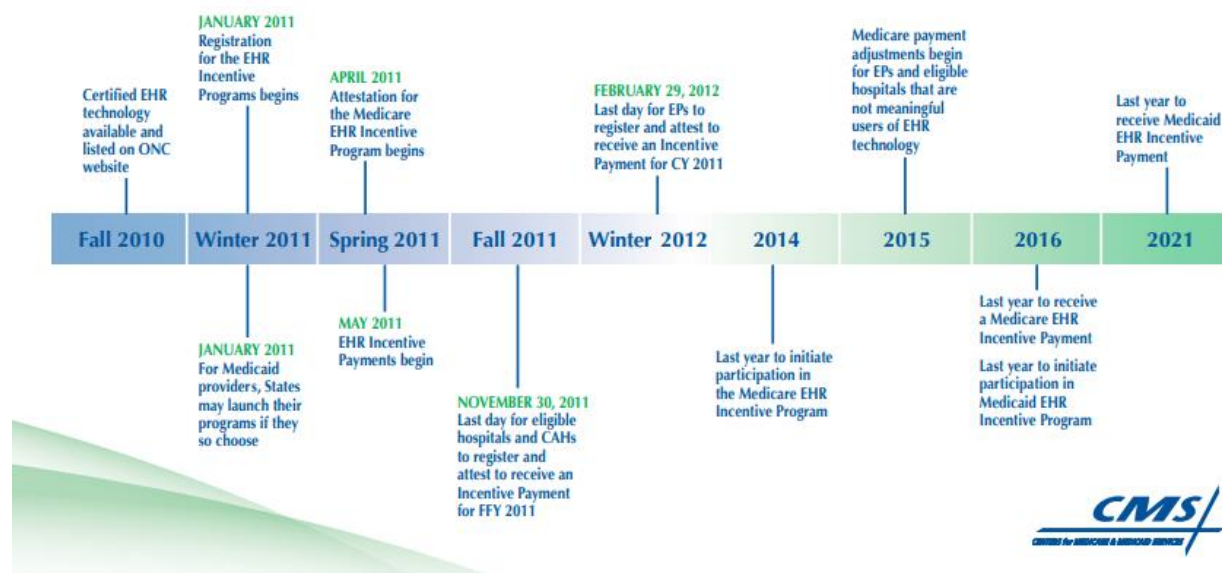 Certified EHR
technology
available and
listed on ONC
website
JANUARY 2011
Registration
for the EHR
Incentive
Programs begins
APRIL 2011
Attestation for
the Medicare
EHR Incentive
Program begins
FEBRUARY 29, 2012
Last day for EPs to
register and attest to
receive an Incentive
Payment for CY 2011
Medicare payment
adjustments begin
for EPs and eligible
hospitals that are
not meaningful
users of EHR
technology
Last year to
receive Medicaid
EHR Incentive
Payment
Fall 2010
Winter 2011
Spring 2011
Fall 2011
Winter 2012
2014
2015
2016
2021
JANUARY 2011
For Medicaid
providers, States
may launch their
programs if they
so choose
MAY 2011
EHR Incentive
Payments begin
NOVEMBER 30, 2011
Last day for eligible
hospitals and CAHs
to register and
attest to receive an
Incentive Payment
for FFY 2011
Last year to initiate
participation in
the Medicare EHR
Incentive Program
Last year to receive
a Medicare EHR
Incentive Payment
Last year to initiate
participation in
Medicaid EHR
Incentive Program
CMS
CENTERS for MEDICARE & MEDICAID SERVICES